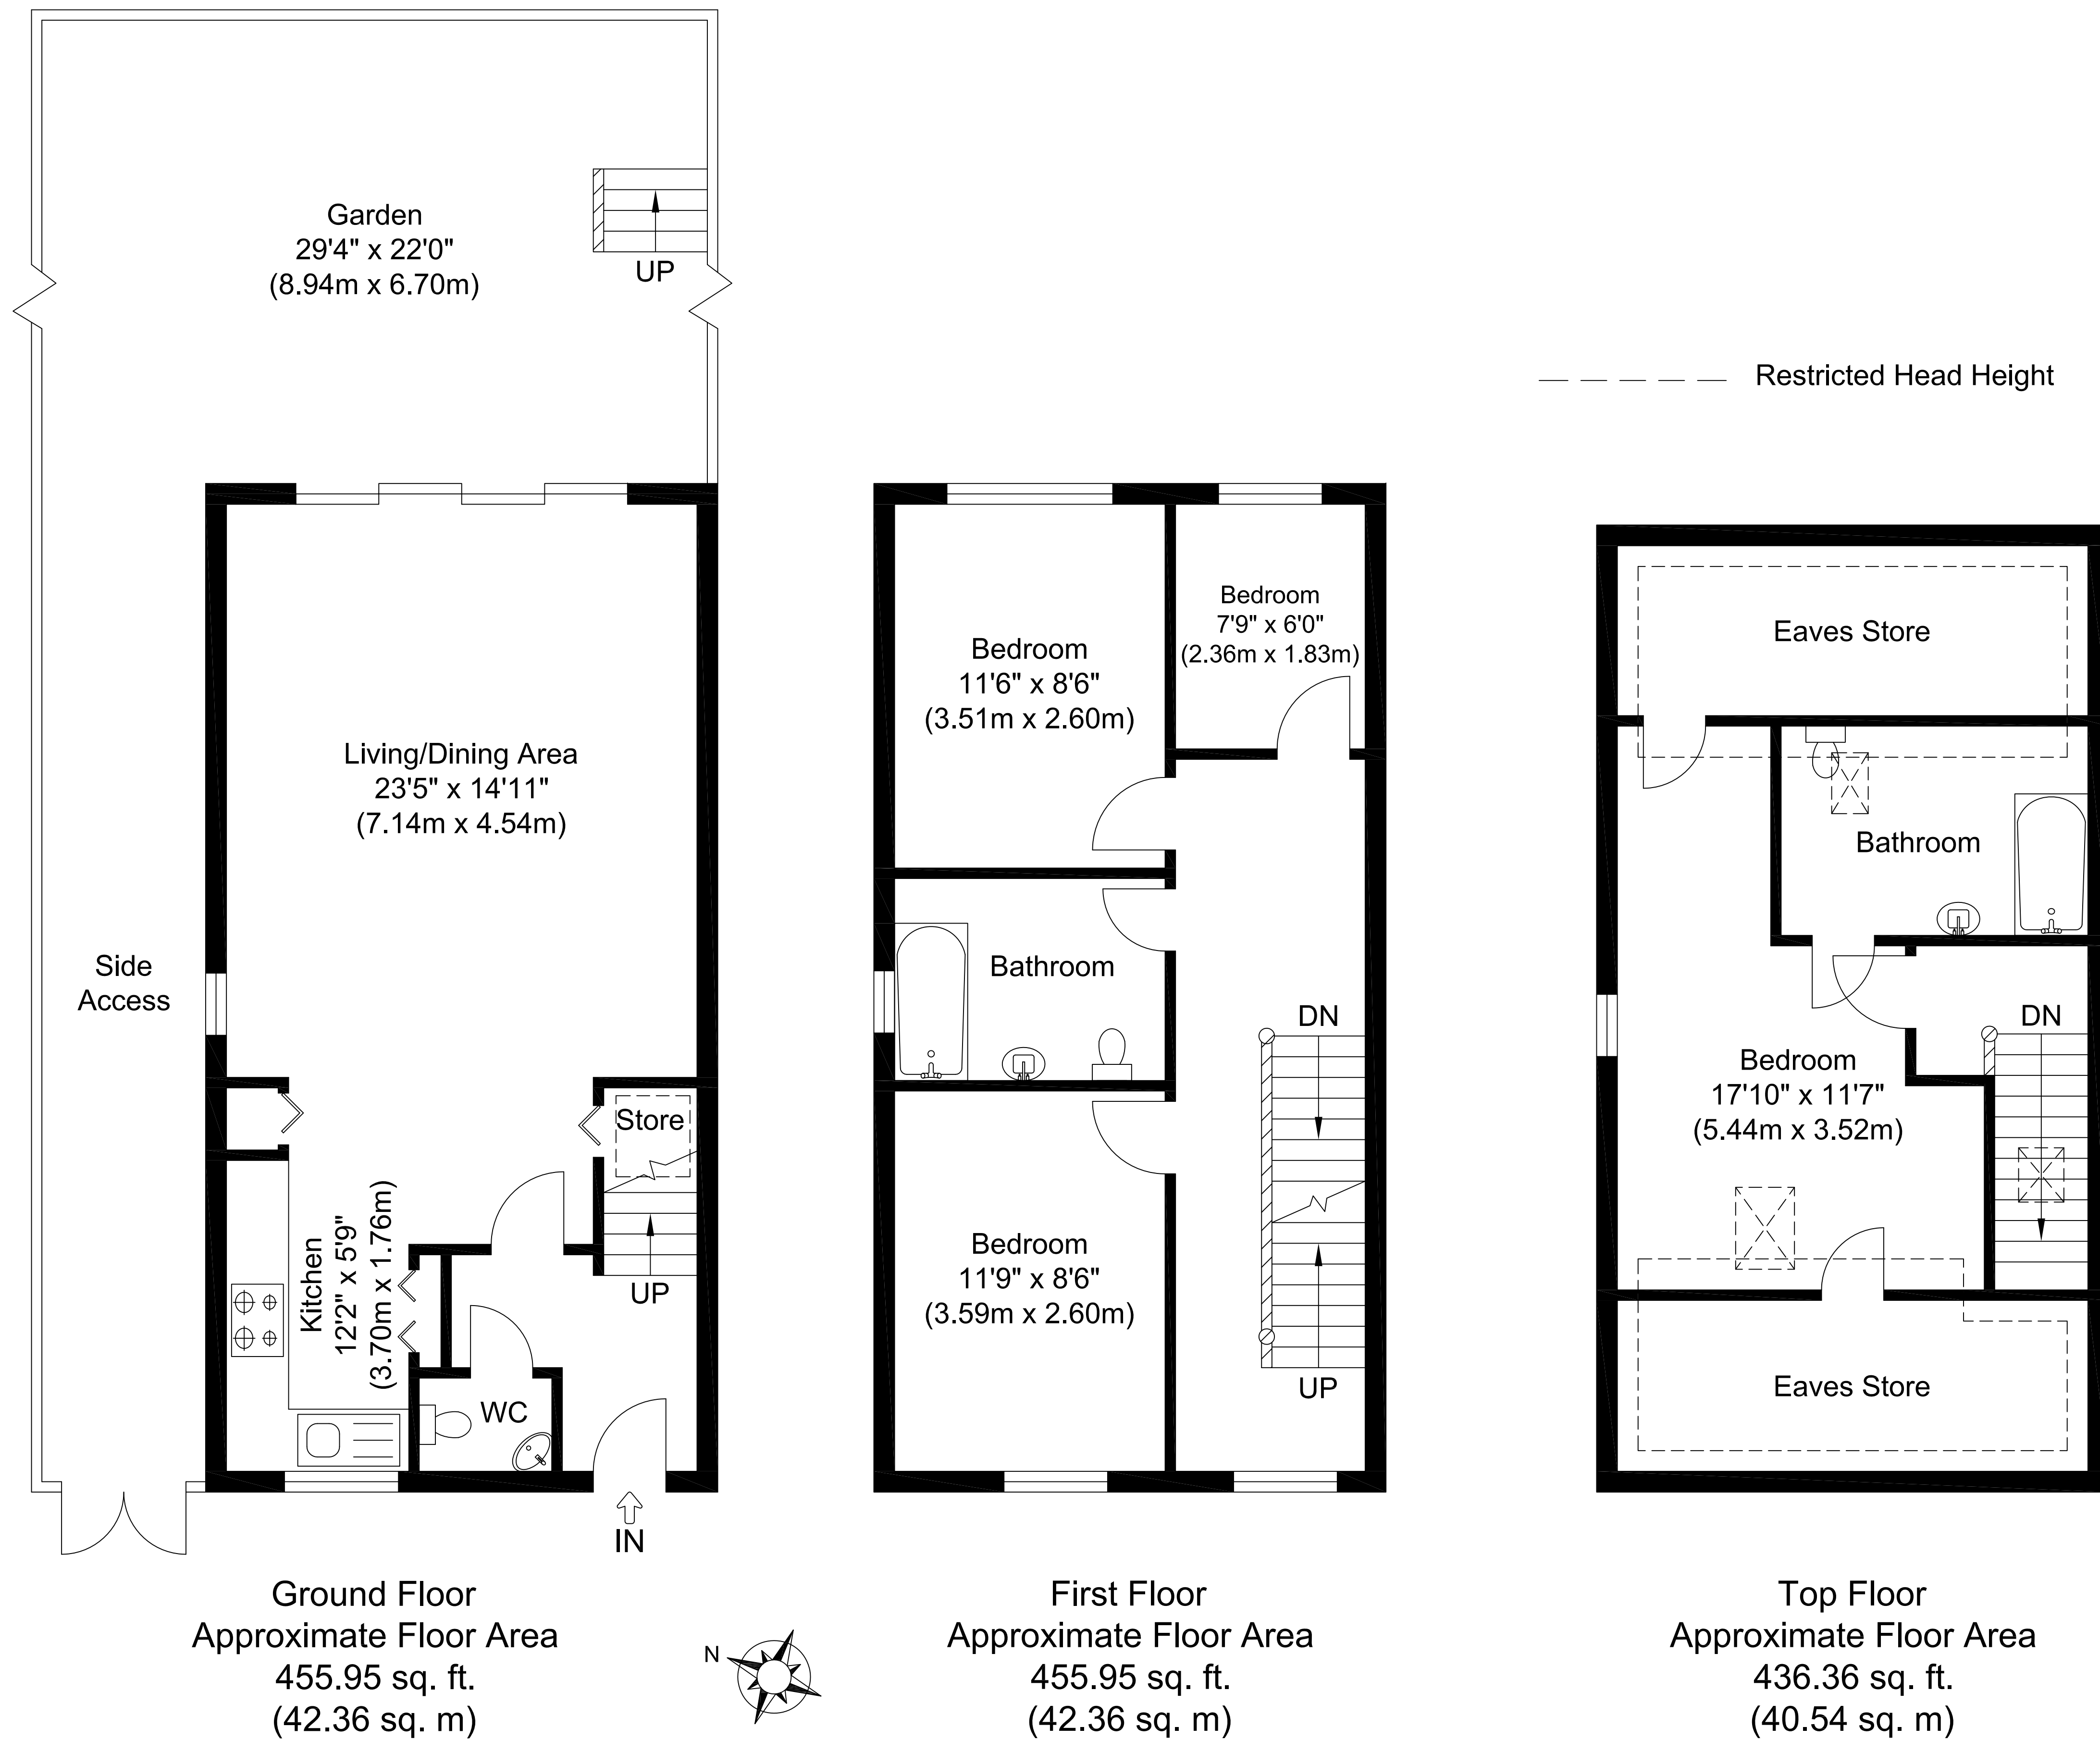 Garden
29'4" x 22'0"
(8.94m x 6.70m)
UP
Restricted Head Height
Living/Dining Area
23'5" x 14'11"
(7.14m x 4.54m)
Side
Access
Store
Kitchen
12'2" x 5'9"
(3.70m x 1.76m)
UP
WC
IN
Ground Floor
Approximate Floor Area
455.95 sq. ft.
(42.36 sq. m)
N
Bedroom
11'6" x 8'6"
(3.51m x 2.60m)
Bedroom
7'9" x 6'0"
(2.36m x 1.83m)
Bathroom
DN
Bedroom
11'9" x 8'6"
(3.59m x 2.60m)
UP
First Floor
Approximate Floor Area
455.95 sq. ft.
(42.36 sq. m)
Eaves Store
Bathroom
DN
Bedroom
17'10" x 11'7"
(5.44m x 3.52m)
Eaves Store
Top Floor
Approximate Floor Area
436.36 sq. ft.
(40.54 sq. m)